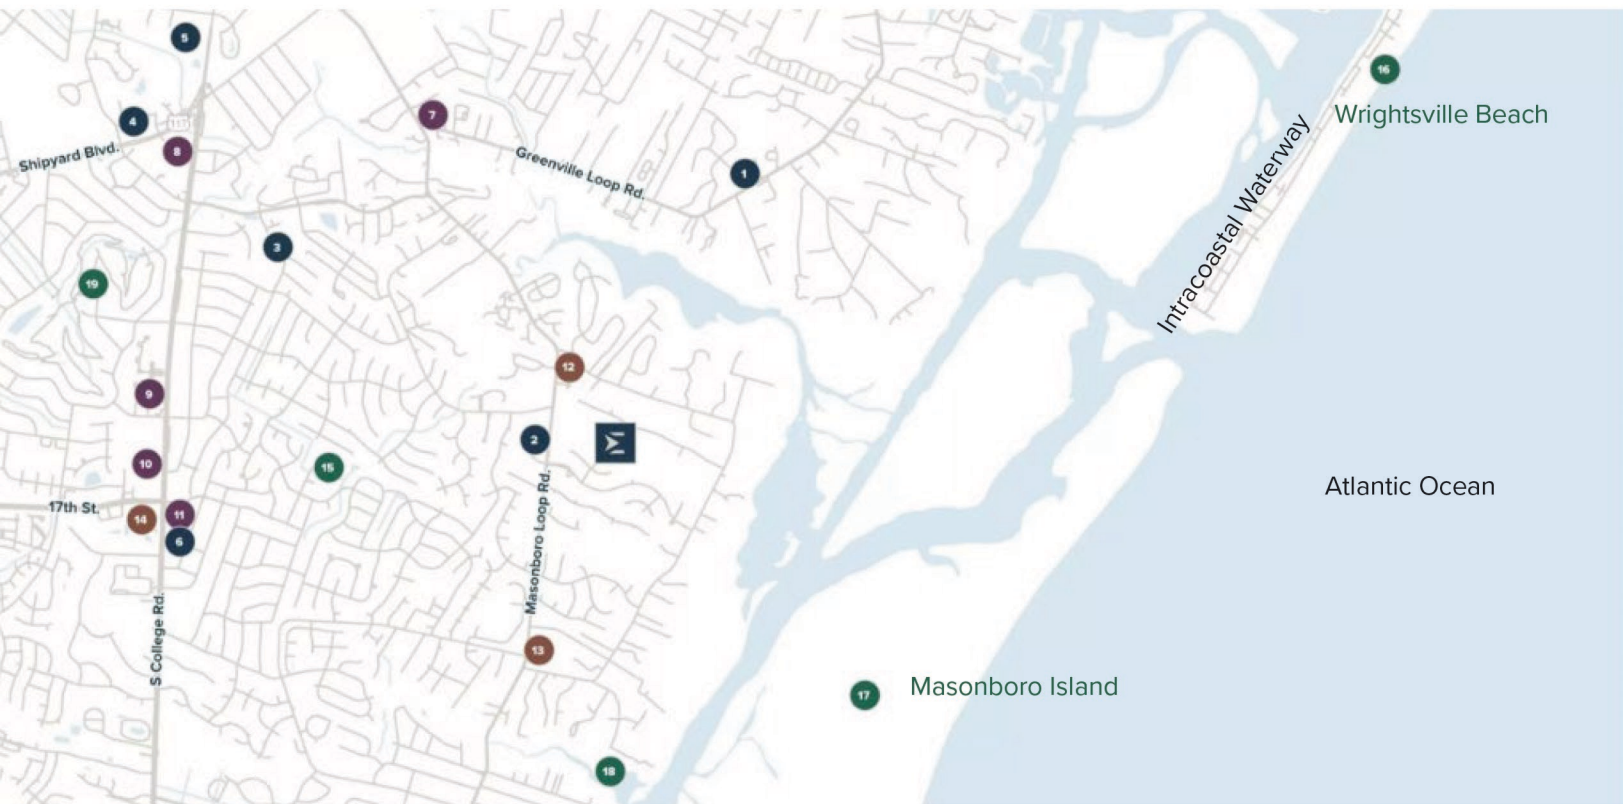 5
16
4
117
7
Wrightsville Beach
8
Shipyard Blvd.
Greenville Loop Rd.
1
Intracoastal Waterway
3
19
12
9
2
10
15
Atlantic Ocean
17th St.
14
11
6
Masonboro Loop Rd.
S College Rd.
13
17
Masonboro Island
18